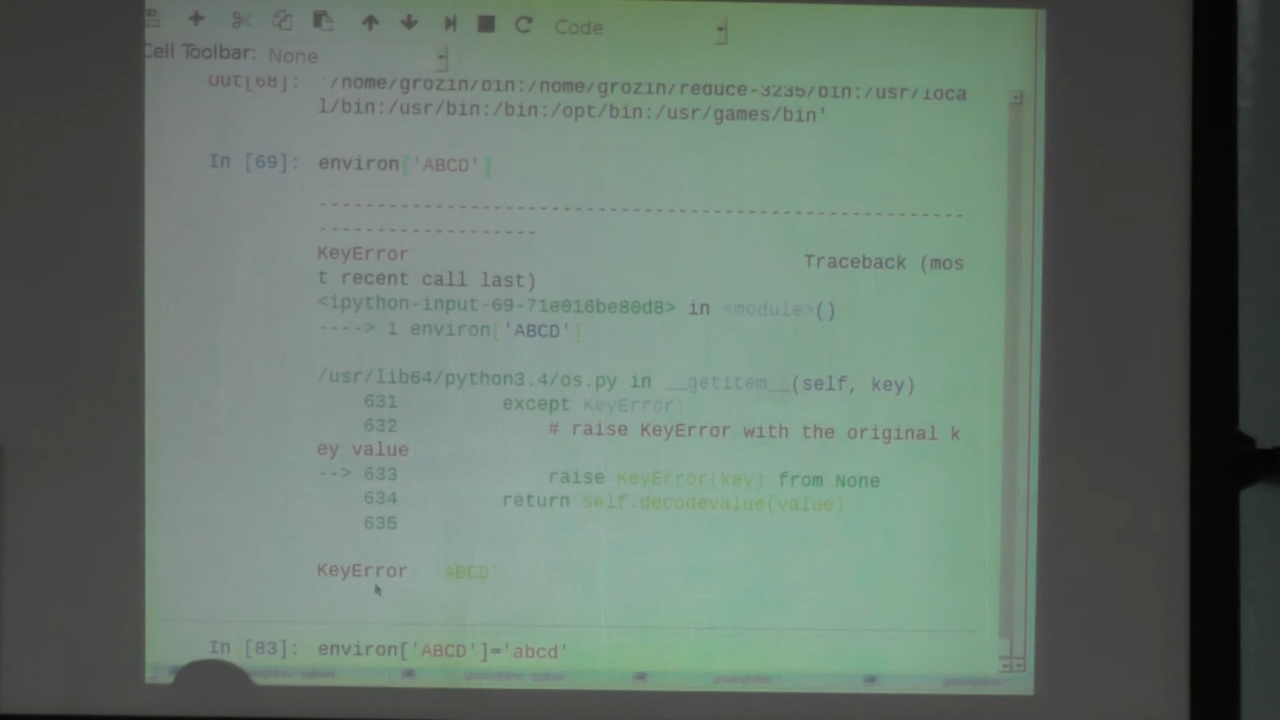 Code
Cell Toolbar: None
Out[68]: '/home/grozin/bin:/home/grozin/reduce-3235/bin:/usr/loca
l/bin:/usr/bin:/bin:/opt/bin:/usr/games/bin'
In [69]: environ['ABCD']
---------------------------------------------------------
-------------------
KeyError Traceback (mos
t recent call last)
<ipython-input-69-71e016be80d8> in <module>()
----> 1 environ['ABCD']
/usr/lib64/python3.4/os.py in __getitem__(self, key)
631 except KeyError:
632 # raise KeyError with the original k
ey value
--> 633 raise KeyError(key) from None
634 return self.decodevalue(value)
635
KeyError 'ABCD'
In [83]: environ['ABCD']='abcd'